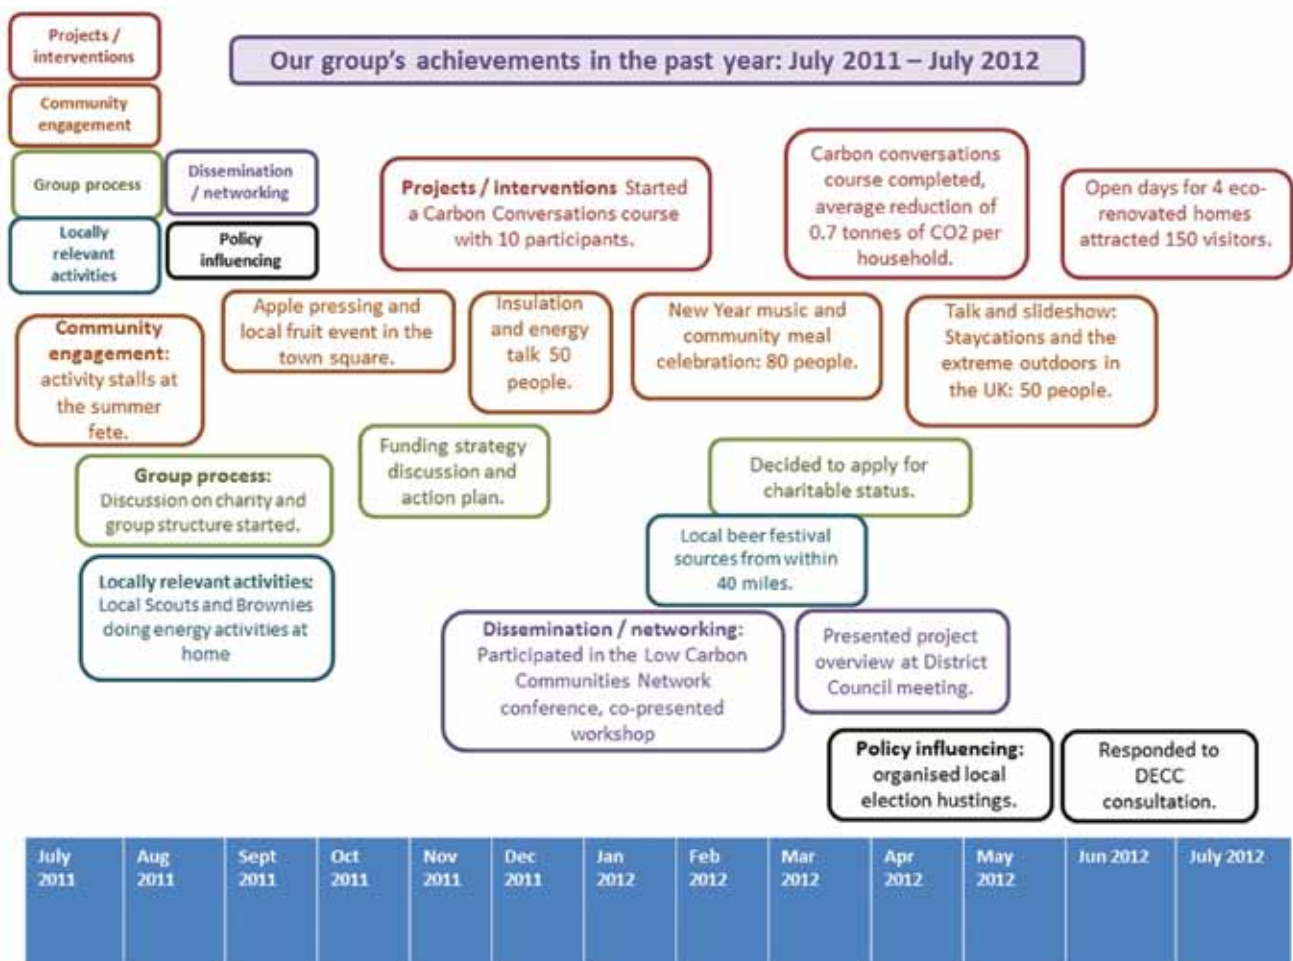 Projects /
interventions
Our group's achievements in the past year: July 2011 – July 2012
Community
engagement
Group process
Dissemination
/ networking
Locally
relevant
activities
Policy
influencing
Projects / interventions Started
a Carbon Conversations course
with 10 participants.
Carbon conversations
course completed,
average reduction of
0.7 tonnes of CO2 per
household.
Open days for 4 eco-
renovated homes
attracted 150 visitors.
Community
engagement:
activity stalls at
the summer
fete.
Apple pressing and
local fruit event in the
town square.
Insulation
and energy
talk 50
people.
New Year music and
community meal
celebration: 80 people.
Talk and slideshow:
Staycations and the
extreme outdoors in
the UK: 50 people.
Group process:
Discussion on charity and
group structure started.
Funding strategy
discussion and
action plan.
Decided to apply for
charitable status.
Locally relevant activities:
Local Scouts and Brownies
doing energy activities at
home
Local beer festival
sources from within
40 miles.
Dissemination / networking:
Participated in the Low Carbon
Communities Network
conference, co-presented
workshop
Presented project
overview at District
Council meeting.
Policy influencing:
organised local
election hustings.
Responded to
DECC
consultation.
July
2011
Aug
2011
Sept
2011
Oct
2011
Nov
2011
Dec
2011
Jan
2012
Feb
2012
Mar
2012
Apr
2012
May
2012
Jun 2012
July 2012